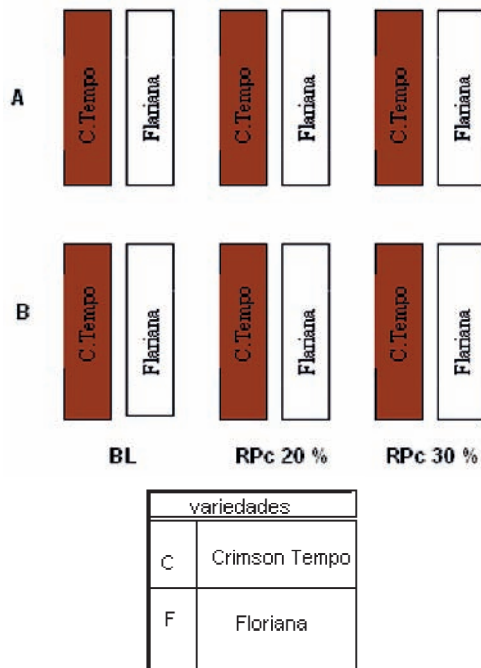 A
C.Tempo
Flariana
C.Tempo
Flariana
C.Tempo
Flariana
B
C.Tempo
Flariana
C.Tempo
Flariana
C.Tempo
Flariana
BL
RPc 20 %
RPc 30 %
variedades
C
Crimson Tempo
F
Floriana